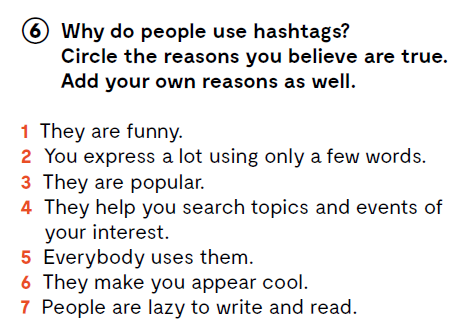 6 Why do people use hashtags?
Circle the reasons you believe are true.
Add your own reasons as well.
1 They are funny.
2 You express a lot using only a few words.
3 They are popular.
4 They help you search topics and events of
your interest.
5 Everybody uses them.
6 They make you appear cool.
7 People are lazy to write and read.